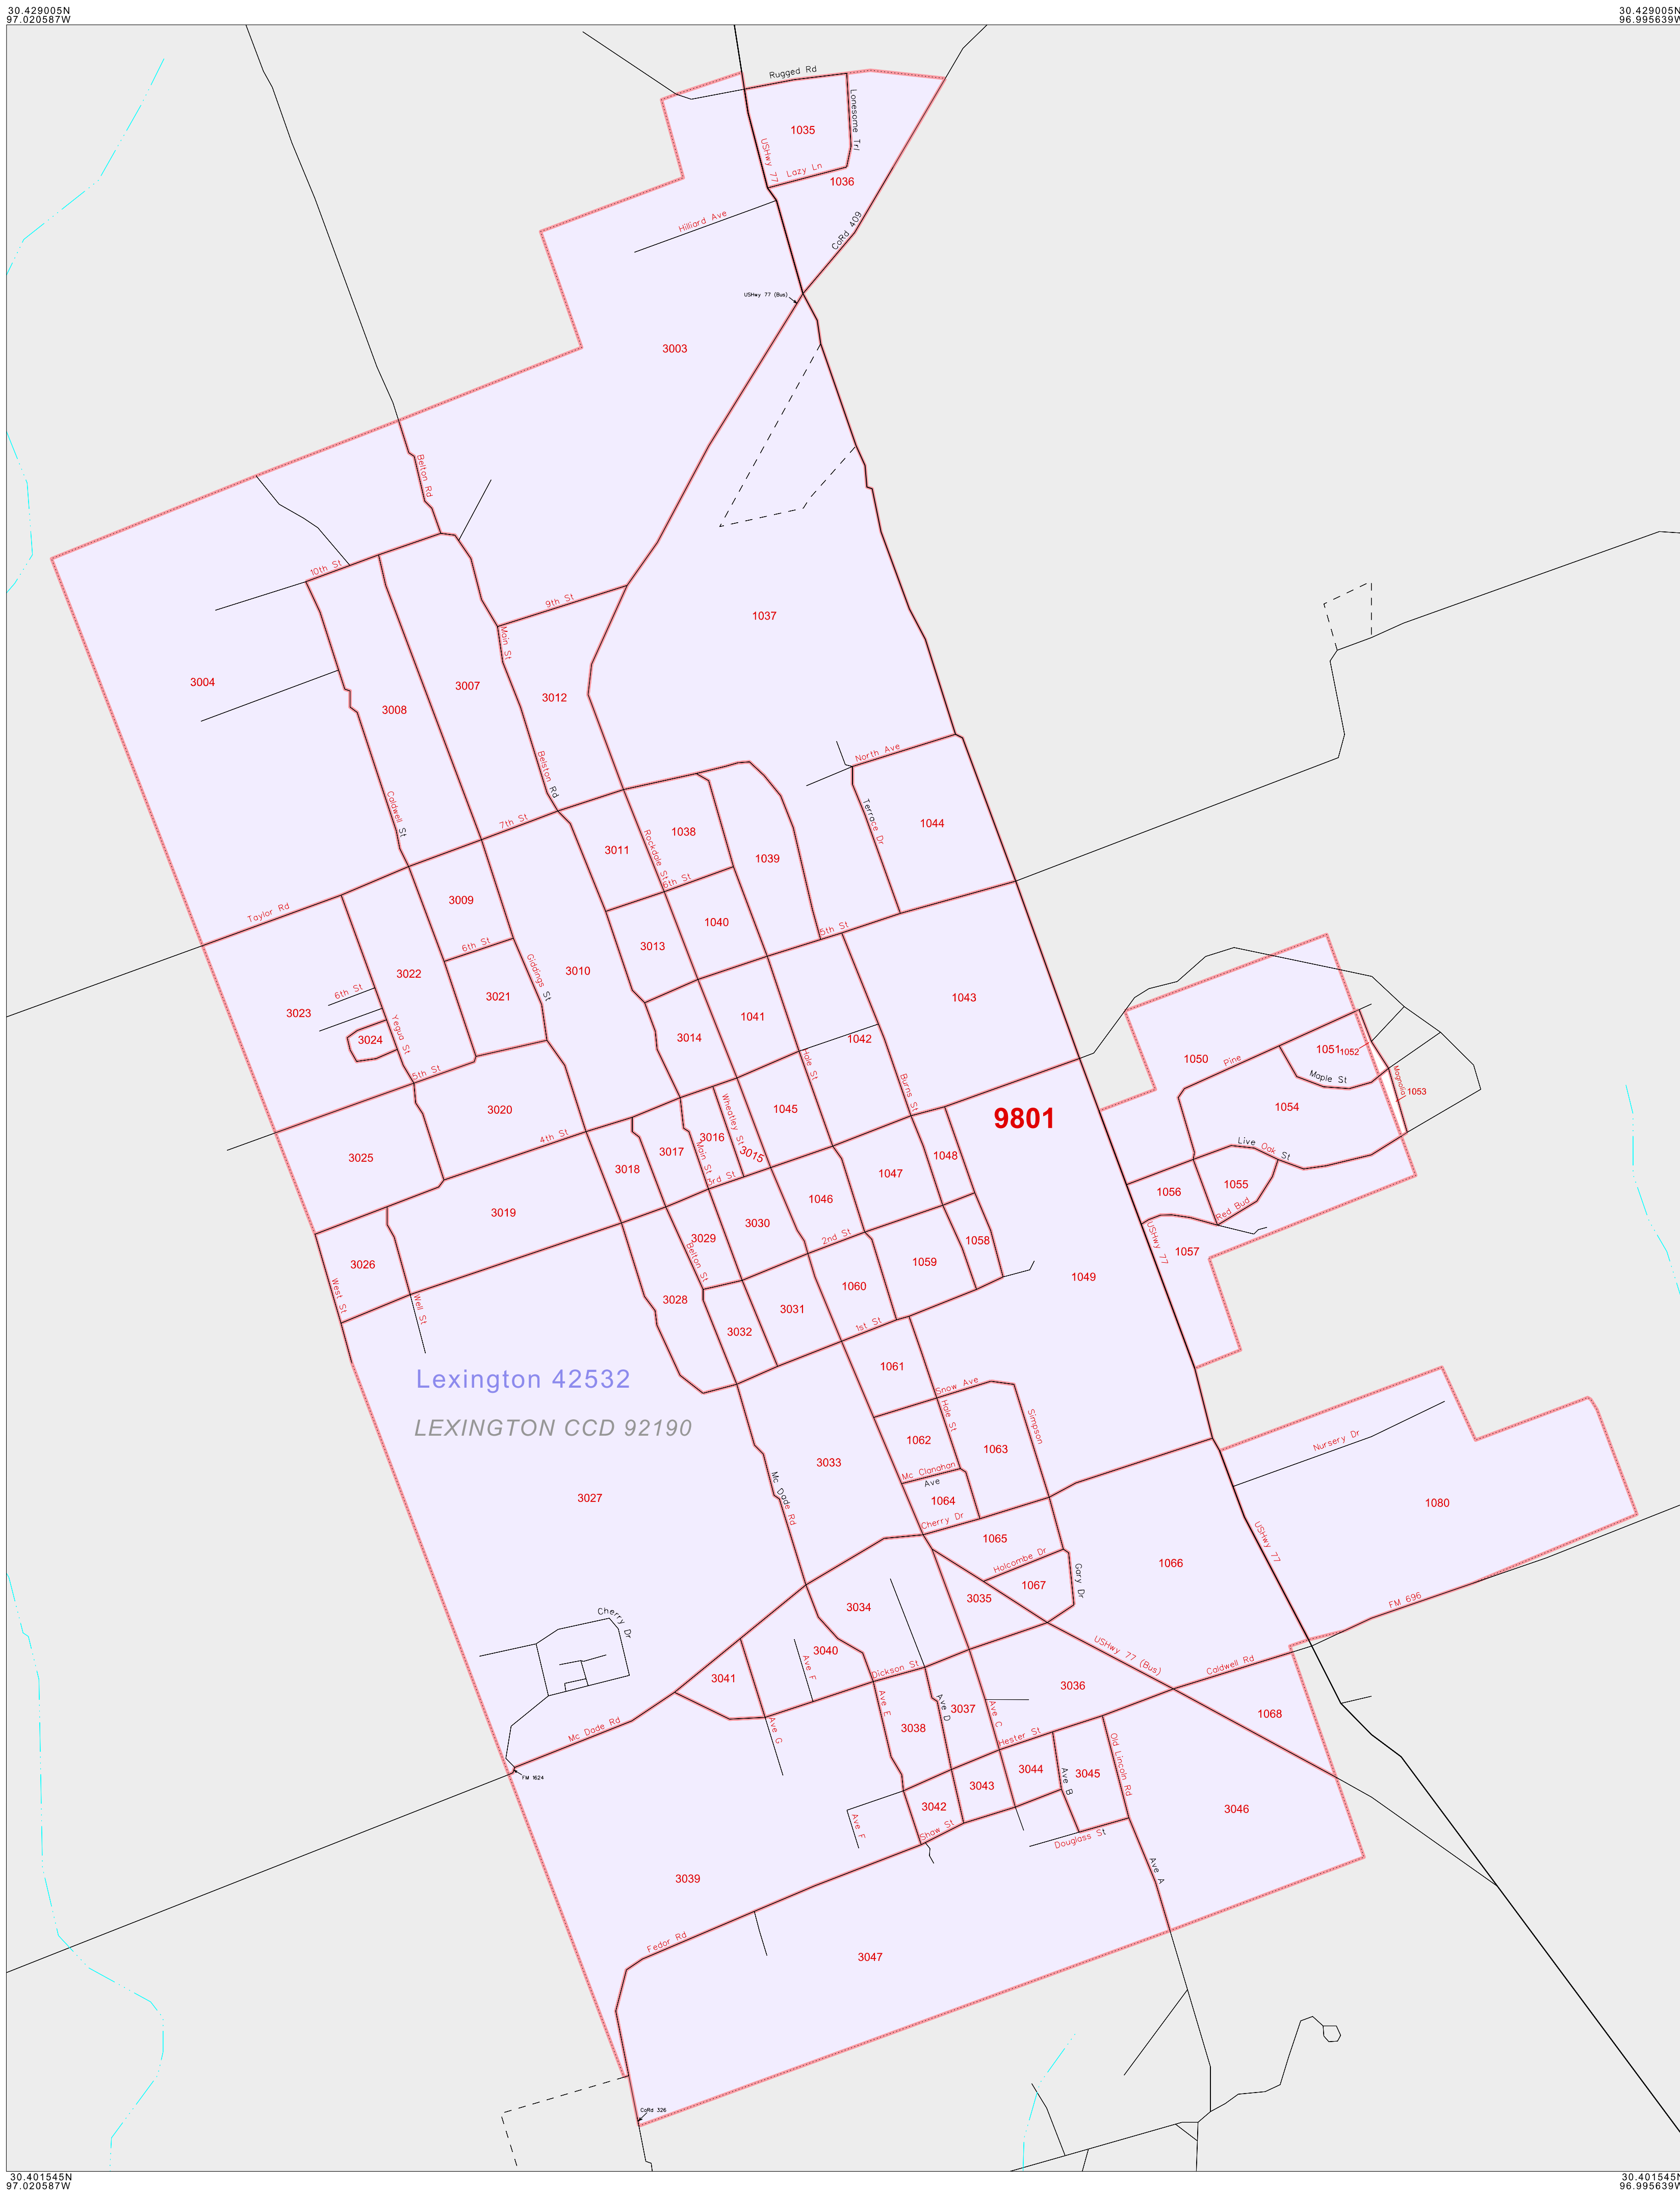 30.429005N
97.020587W
30.429005N
96.995639W
Rugged Rd
Lonesome Trl
1035
USHwy 77
Lazy Ln
1036
Hilliard Ave
CoRd 409
USHwy 77 (Bus)
3003
Belton Rd
10th St
9th St
1037
Main St
3004
3007
3012
3008
North Ave
Belston Rd
Caldwell St
7th St
Terrace Dr
1044
1038
3011
Rockdale St
1039
6th St
3009
Taylor Rd
1040
5th St
6th St
3013
3010
3022
Giddings St
6th St
3021
1043
3023
1041
Yegua St
3024
3014
1042
Hale St
1050
Pine
1051
1052
5th St
Maple St
Magnolia
1053
Burns St
3020
Wheatley St
1045
9801
1054
4th St
3016
Main St
3015
3017
Live Oak St
1048
3025
3018
3rd St
1047
1055
1056
1046
Red Bud
3019
3030
3029
2nd St
1058
USHwy 77
1057
Belton St
3026
1059
1049
West St
Well St
3028
1060
3031
1st St
3032
Lexington 42532
1061
Snow Ave
LEXINGTON CCD 92190
Hale St
Simpson
1062
1063
Nursery Dr
3033
Mc Clanahan
Ave
Mc Dade Rd
3027
1064
1080
Cherry Dr
1065
USHwy 77
Holcombe Dr
1066
1067
Gary Dr
3035
FM 696
3034
Cherry Dr
3040
USHwy 77 (Bus)
Ave F
Dickson St
Caldwell Rd
3041
3036
Ave E
Ave D
3037
Ave C
1068
Mc Dade Rd
Ave G
3038
Hester St
Old Lincoln Rd
3044
3045
FM 1624
3043
Ave B
3042
3046
Ave F
Shaw St
Douglass St
Ave A
3039
Fedor Rd
3047
CoRd 326
30.401545N
97.020587W
30.401545N
96.995639W